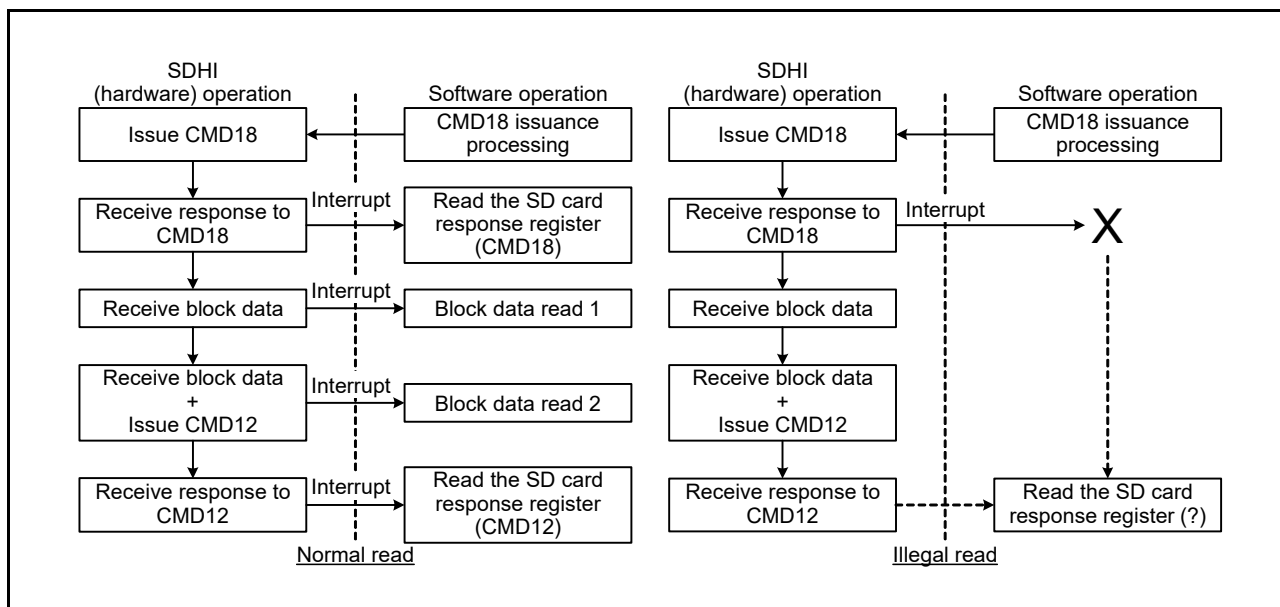 SDHI
(hardware) operation
Software operation
Issue CMD18
CMD18 issuance
processing
Receive response to
CMD18
Interrupt
Read the SD card
response register
(CMD18)
Receive block data
Interrupt
Block data read 1
Receive block data
+
Issue CMD12
Interrupt
Block data read 2
Receive response to
CMD12
Interrupt
Read the SD card
response register
(CMD12)
Normal read
SDHI
(hardware) operation
Software operation
Issue CMD18
CMD18 issuance
processing
Receive response to
CMD18
Interrupt
X
Receive block data
Receive block data
+
Issue CMD12
Receive response to
CMD12
Read the SD card
response register (?)
Illegal read